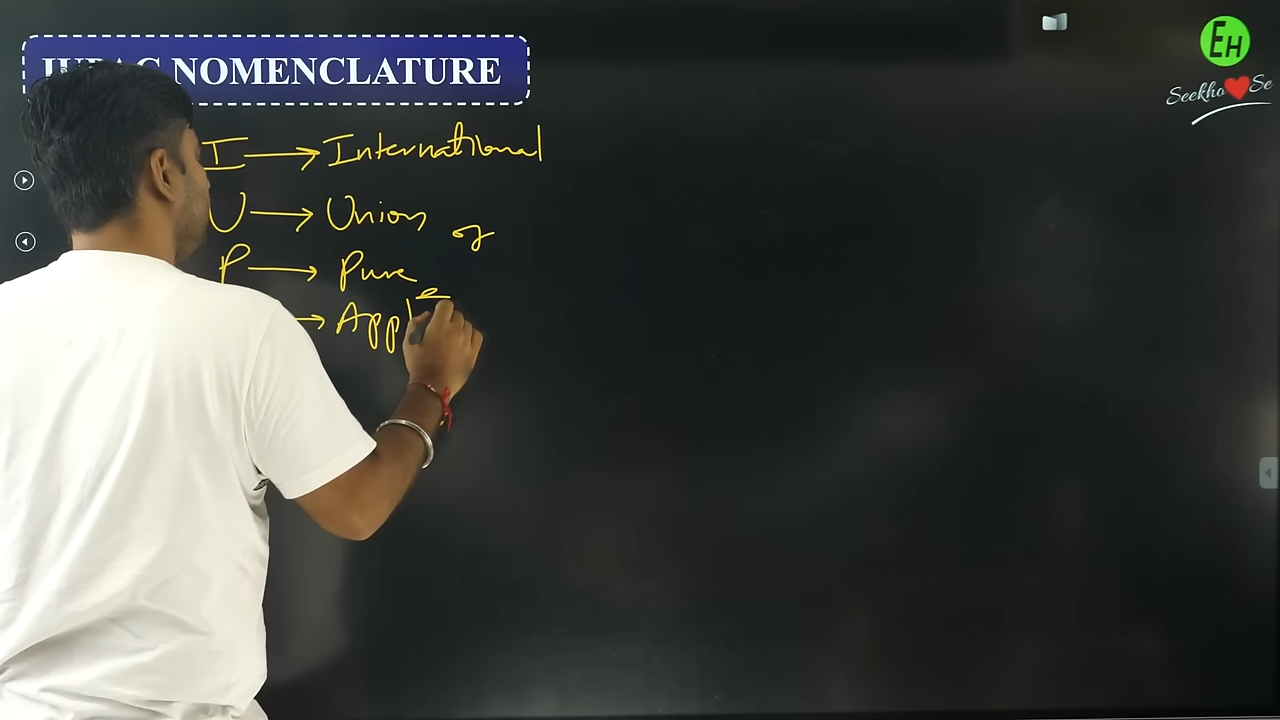 NOMENCLATURE
EH
Seekho ❤ Se
I → International
U → Union of
P → Pure
→ Appl